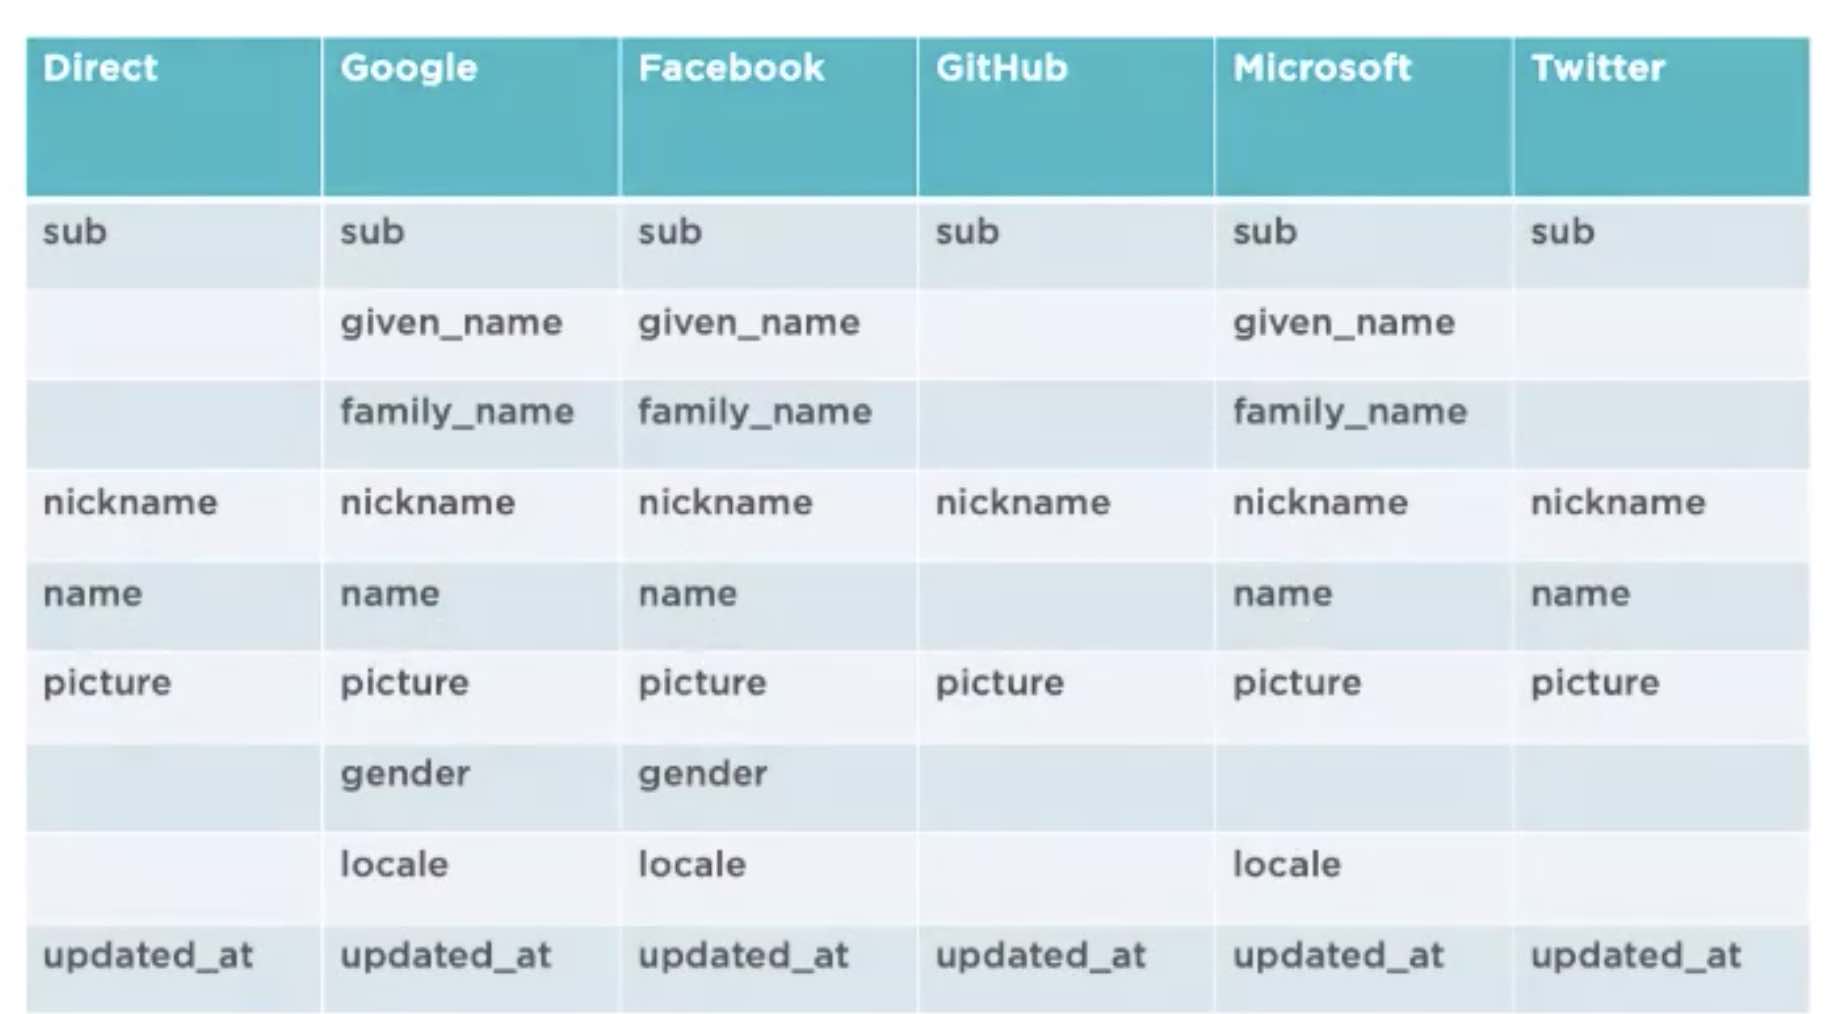 Direct Google Facebook GitHub Microsoft Twitter
sub sub sub sub sub sub
given_name given_name given_name
family_name family_name family_name
nickname nickname nickname nickname nickname nickname
name name name name name
picture picture picture picture picture picture
gender gender
locale locale locale
updated_at updated_at updated_at updated_at updated_at updated_at